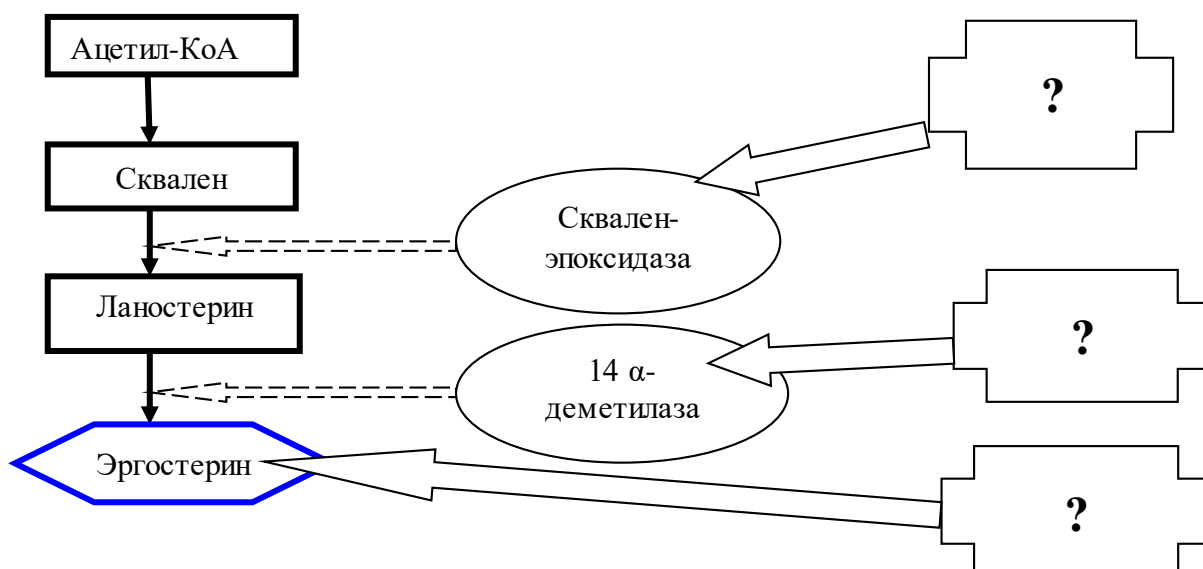 Ацетил-КоА
?
Сквален
Сквален-
эпоксидаза
Ланостерин
?
14 α-
деметилаза
Эргостерин
?